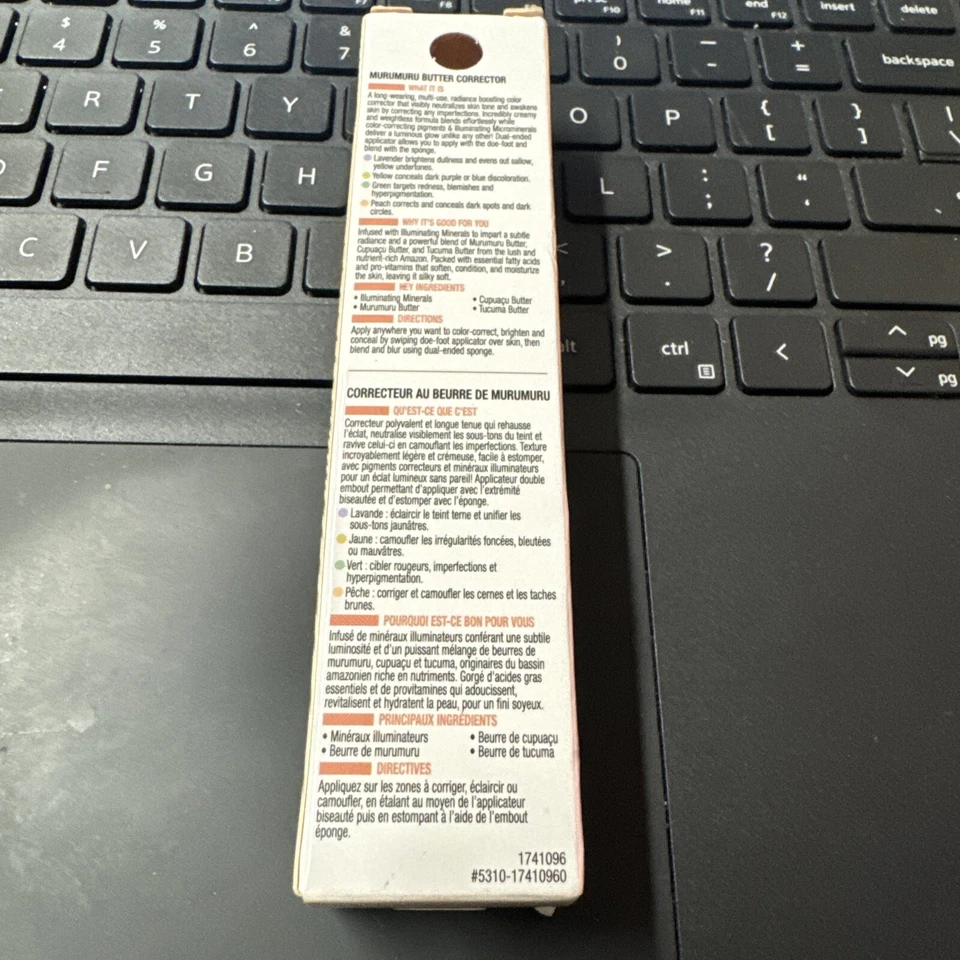 $
4
%
5
^
6
&
7
)
0
_
-
+
=
F8
F10
home
F11
end
F12
insert
delete
backspace
R
T
Y
O
P
{
[
}
]
F
G
H
L
:
;
"
'
C
V
B
<
,
>
.
?
/
alt
ctrl
<
^
pg
pg
MURUMURU BUTTER CORRECTOR
WHAT IT IS
A long-wearing, multi-use, radiance boosting color
corrector that visibly neutralizes skin tone and awakens
skin by correcting any imperfections. Incredibly creamy
and weightless formula blends effortlessly while
color-correcting pigments & Illuminating Microminerals
deliver a luminous glow unlike any other! Dual-ended
applicator allows you to apply with the doe-foot and
blend with the sponge.
Lavender brightens dullness and evens out sallow,
yellow undertones.
Yellow conceals dark purple or blue discoloration.
Green targets redness, blemishes and
hyperpigmentation.
Peach corrects and conceals dark spots and dark
circles.
WHY IT'S GOOD FOR YOU
Infused with Illuminating Minerals to impart a subtle
radiance and a powerful blend of Murumuru Butter,
Cupuaçu Butter, and Tucuma Butter from the lush and
nutrient-rich Amazon. Packed with essential fatty acids
and pro-vitamins that soften, condition, and moisturize
the skin, leaving it silky soft.
HEY INGREDIENTS
• Illuminating Minerals
• Murumuru Butter
• Cupuaçu Butter
• Tucuma Butter
DIRECTIONS
Apply anywhere you want to color-correct, brighten and
conceal by swiping doe-foot applicator over skin, then
blend and blur using dual-ended sponge.
CORRECTEUR AU BEURRE DE MURUMURU
QU'EST-CE QUE C'EST
Correcteur polyvalent et longue tenue qui rehausse
l'éclat, neutralise visiblement les sous-tons du teint et
ravive celui-ci en camouflant les imperfections. Texture
incroyablement légère et crémeuse, facile à estomper,
avec pigments correcteurs et minéraux illuminateurs
pour un éclat lumineux sans pareil! Applicateur double
embout permettant d'appliquer avec l'extrémité
biseautée et d'estomper avec l'éponge.
Lavande : éclaircir le teint terne et unifier les
sous-tons jaunâtres.
Jaune : camoufler les irrégularités foncées, bleutées
ou mauvâtres.
Vert : cibler rougeurs, imperfections et
hyperpigmentation.
Pêche : corriger et camoufler les cernes et les taches
brunes.
POURQUOI EST-CE BON POUR VOUS
Infusé de minéraux illuminateurs conférant une subtile
luminosité et d'un puissant mélange de beurres de
murumuru, cupuaçu et tucuma, originaires du bassin
amazonien riche en nutriments. Gorgé d'acides gras
essentiels et de provitamines qui adoucissent,
revitalisent et hydratent la peau, pour un fini soyeux.
PRINCIPAUX INGRÉDIENTS
• Minéraux illuminateurs
• Beurre de murumuru
• Beurre de cupuaçu
• Beurre de tucuma
DIRECTIVES
Appliquez sur les zones à corriger, éclaircir ou
camoufler, en étalant au moyen de l'applicateur
biseauté puis en estompant à l'aide de l'embout
éponge.
1741096
#5310-17410960